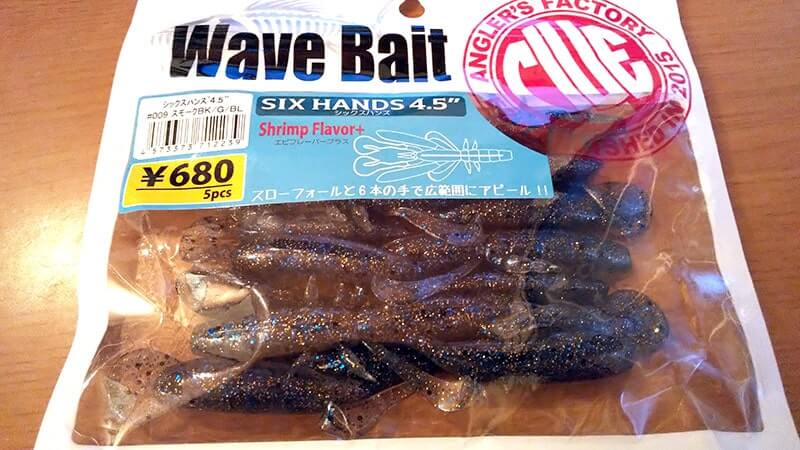 Wave Bait
ANGLER'S FACTORY
2015
シックスハンズ4.5"
#009 スモークBK/G/BL
4573373712239
¥680
5pcs
SIX HANDS 4.5"
シックスハンズ
Shrimp Flavor+
エビフレーバープラス
スローフォールと6本の手で広範囲にアピール!!